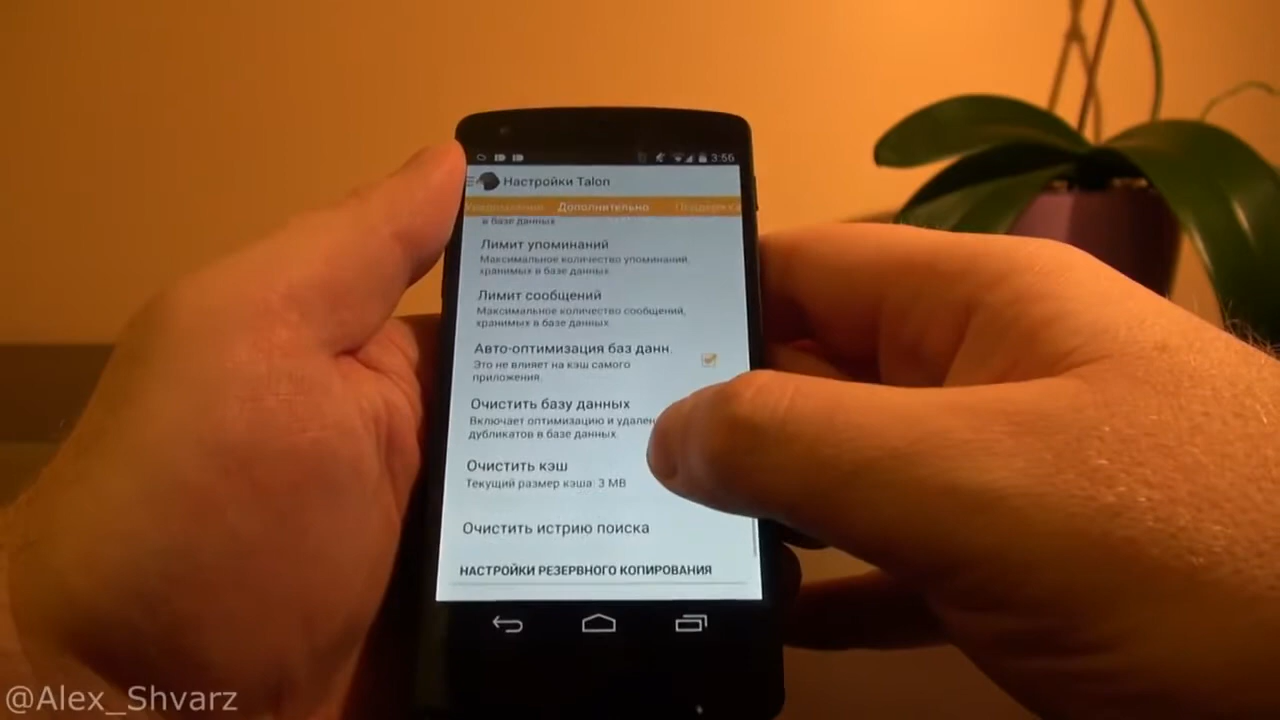 3:56
Настройки Talon
Уведомления Дополнительно Поддержка
в базе данных
Лимит упоминаний
Максимальное количество упоминаний,
хранимых в базе данных
Лимит сообщений
Максимальное количество сообщений,
хранимых в базе данных
Авто-оптимизация баз данн.
Это не влияет на кэш самого
приложения.
Очистить базу данных
Включает оптимизацию и
дубликатов в базе данных
Очистить кэш
Текущий размер кэша: 3 MB
Очистить истрию поиска
НАСТРОЙКИ РЕЗЕРВНОГО КОПИРОВАНИЯ
@Alex_Shvarz